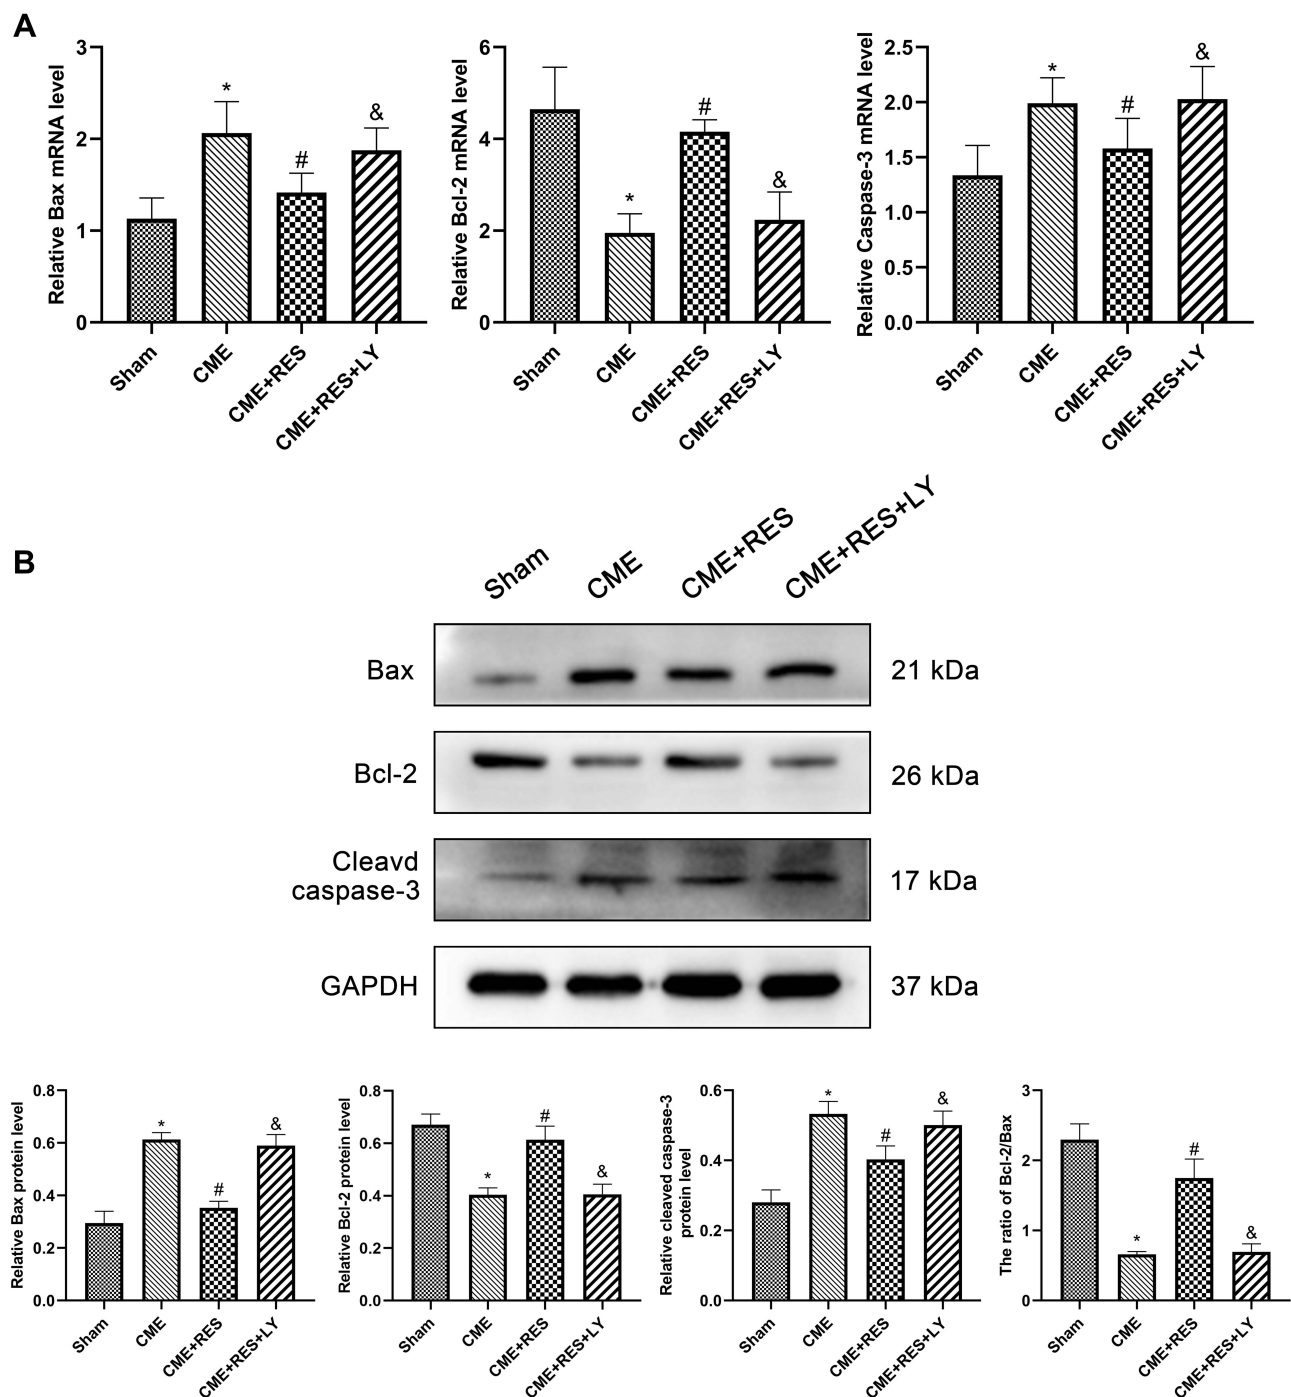 A
Relative Bax mRNA level
3
2
1
0
*
#
&
Sham
CME
CME+RES
CME+RES+LY
Relative Bcl-2 mRNA level
6
4
2
0
*
#
&
Sham
CME
CME+RES
CME+RES+LY
Relative Caspase-3 mRNA level
2.5
2.0
1.5
1.0
0.5
0.0
*
#
&
Sham
CME
CME+RES
CME+RES+LY
B
Sham
CME
CME+RES
CME+RES+LY
Bax
21 kDa
Bcl-2
26 kDa
Cleavd
caspase-3
17 kDa
GAPDH
37 kDa
Relative Bax protein level
0.8
0.6
0.4
0.2
0.0
*
#
&
Sham
CME
CME+RES
CME+RES+LY
Relative Bcl-2 protein level
0.8
0.6
0.4
0.2
0.0
*
#
&
Sham
CME
CME+RES
CME+RES+LY
Relative cleaved caspase-3
protein level
0.6
0.4
0.2
0.0
*
#
&
Sham
CME
CME+RES
CME+RES+LY
The ratio of Bcl-2/Bax
3
2
1
0
*
#
&
Sham
CME
CME+RES
CME+RES+LY